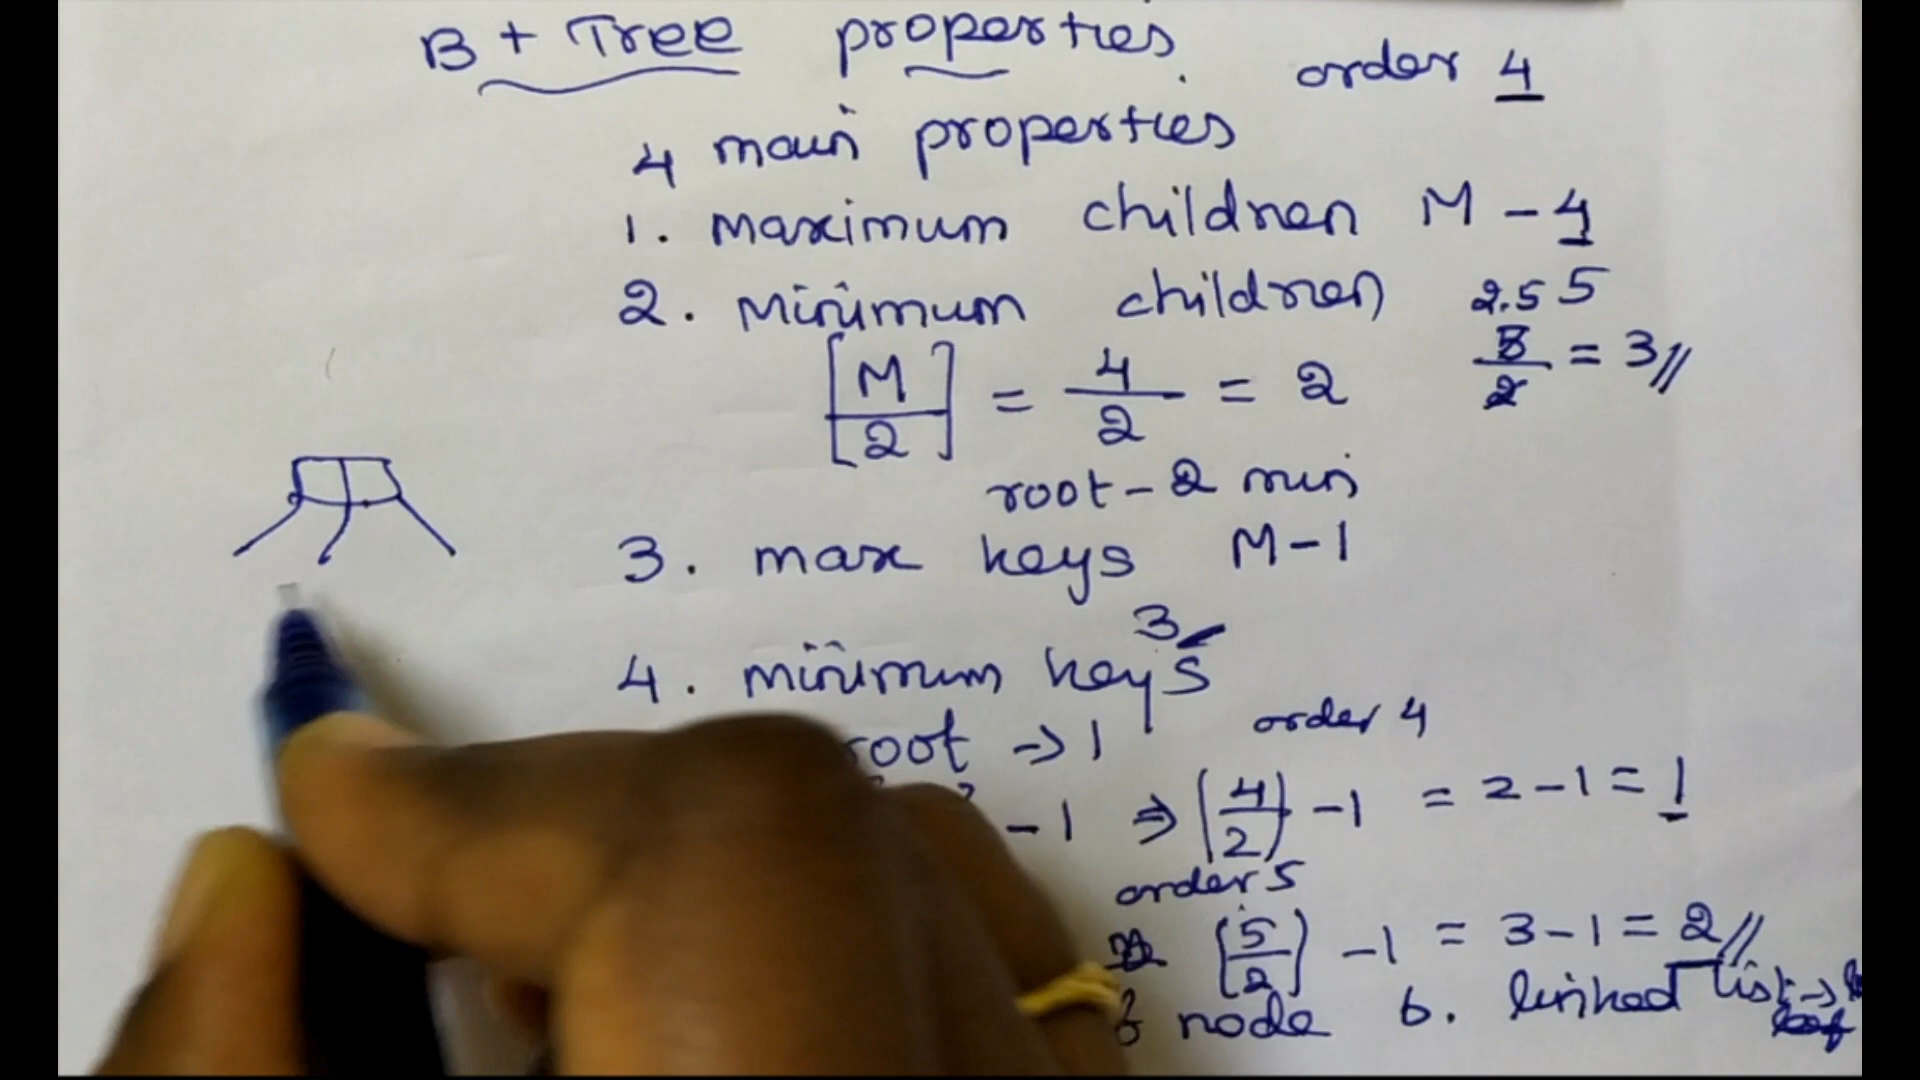 B + Tree properties.
order 4
4 main properties
1. maximum children M - 4
2. minimum children 2.5 5
[M/2] = 4/2 = 2 5/2 = 3//
root - 2 min
3. max keys M-1
3
4. minimum keys
root → 1 order 4
- 1 ⇒ (4/2) - 1 = 2 - 1 = 1
order 5
[5/2] - 1 = 3 - 1 = 2//
node 6. linked list →